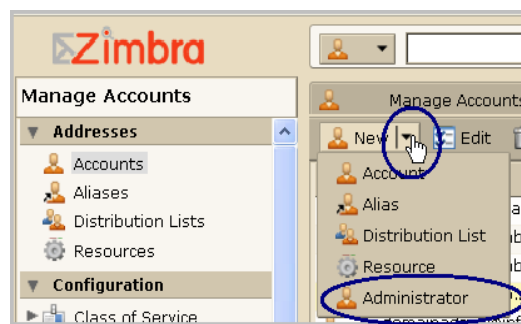 Zimbra
Manage Accounts
Addresses
Accounts
Aliases
Distribution Lists
Resources
Configuration
Class of Service
Manage Accounts
New
Edit
Account
Alias
Distribution List
Resource
Administrator